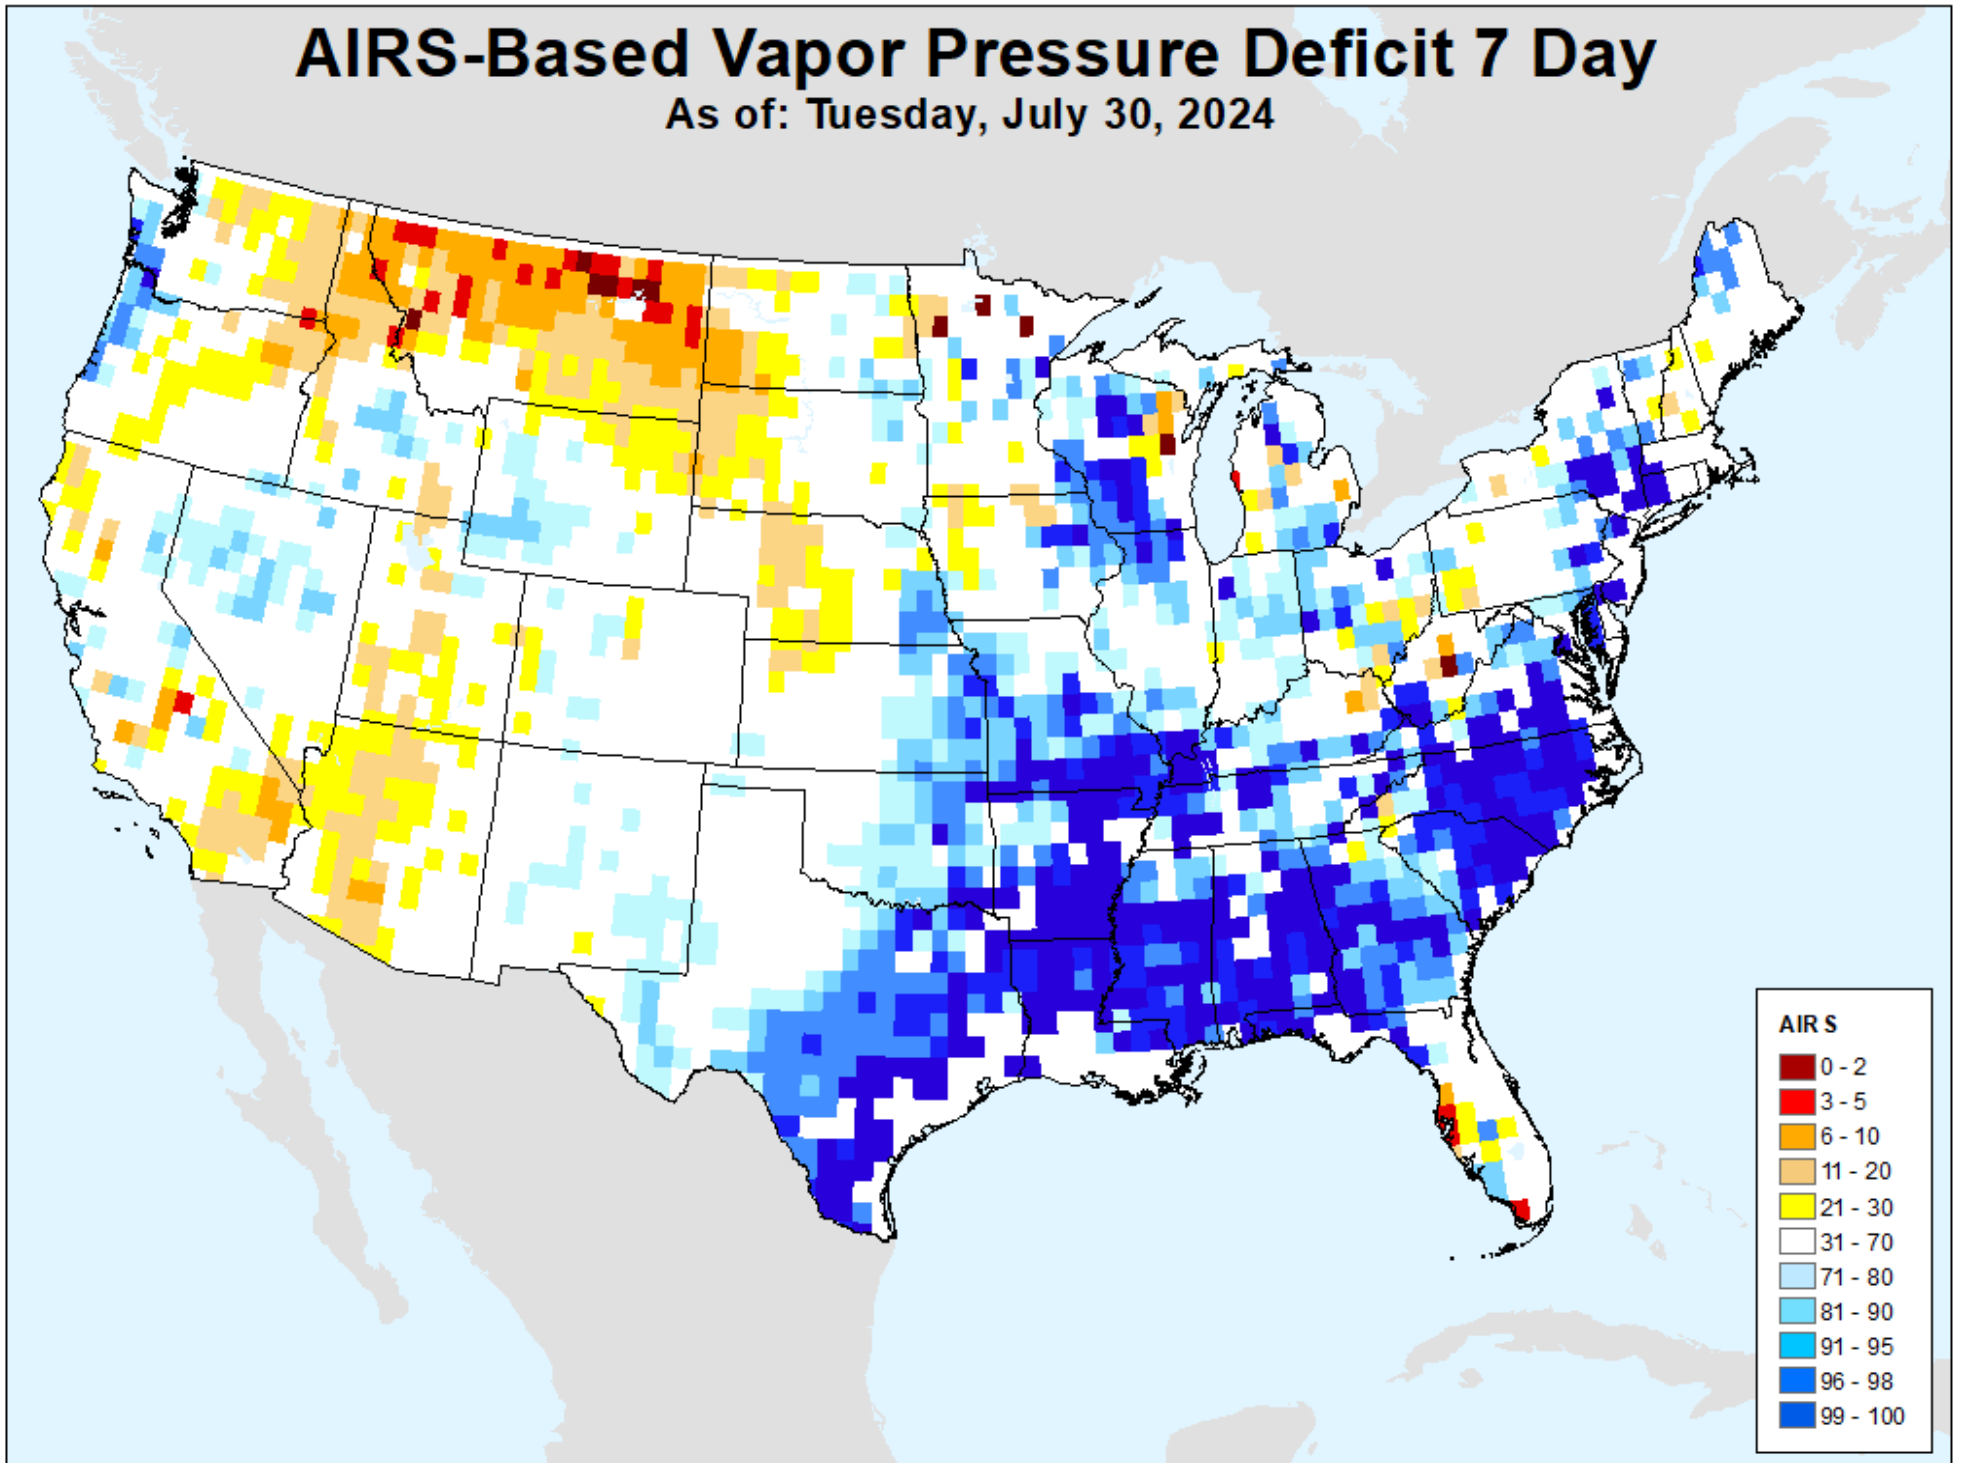 AIRS-Based Vapor Pressure Deficit 7 Day
As of: Tuesday, July 30, 2024
AIRS
0 - 2
3 - 5
6 - 10
11 - 20
21 - 30
31 - 70
71 - 80
81 - 90
91 - 95
96 - 98
99 - 100